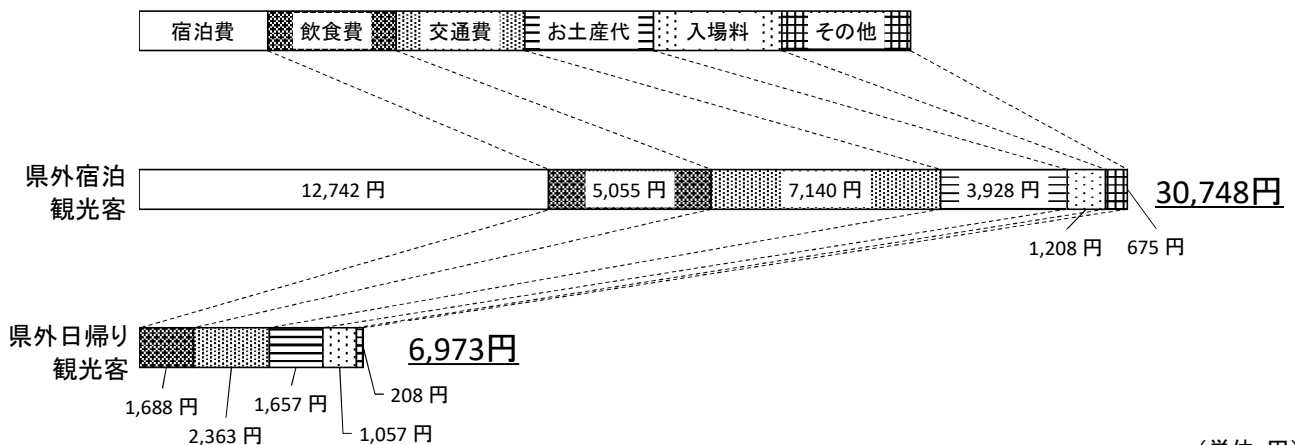 宿泊費 飲食費 交通費 お土産代 入場料 その他
県外宿泊
観光客
12,742 円 5,055 円 7,140 円 3,928 円 30,748円
1,208 円 675 円
県外日帰り
観光客
6,973円
208 円
1,688 円 1,657 円
2,363 円 1,057 円